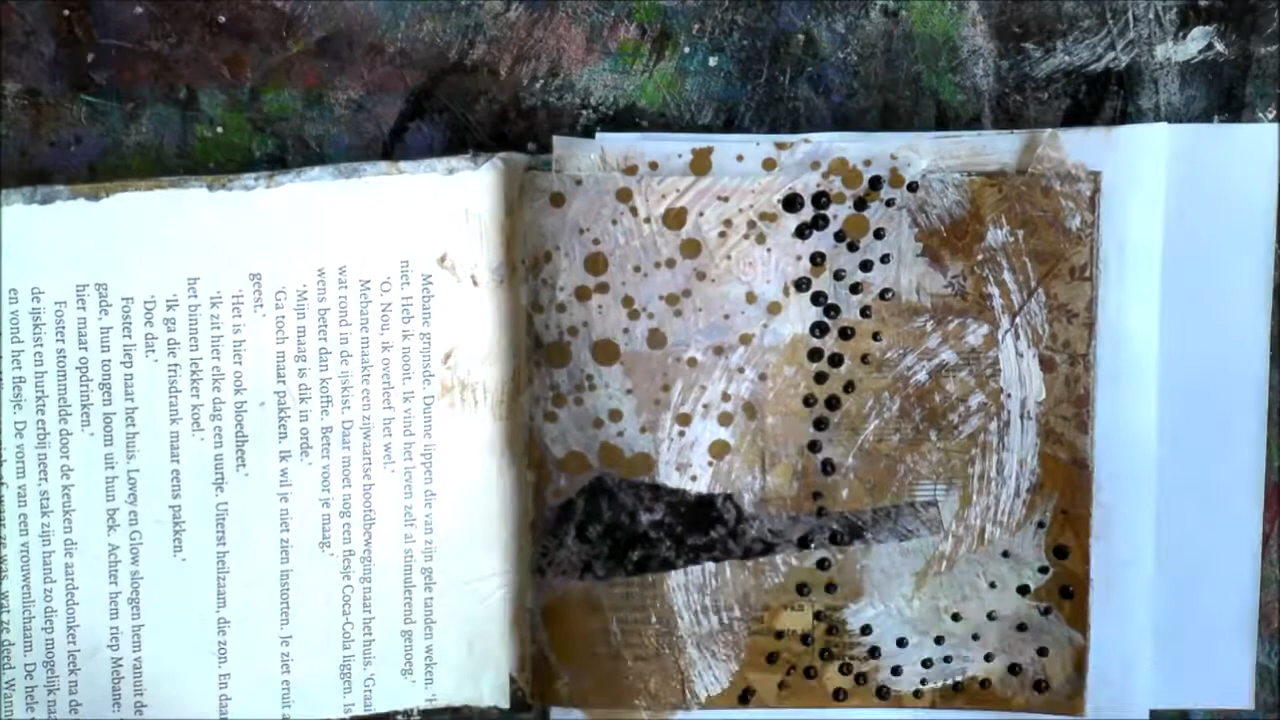 Mebane grijnsde. Dunne lippen die van zijn gele tanden weken. 'H
niet. Heb ik nooit. Ik vind het leven zelf al stimulerend genoeg.'
'O. Nou, ik overleef het wel.'
Mebane maakte een zijwaartse hoofdbeweging naar het huis. 'Graai
wat rond in de ijskist. Daar moet nog een flesje Coca-Cola liggen. Is
wens beter dan koffie. Beter voor je maag.'
'Mijn maag is dik in orde.'
'Ga toch maar pakken. Ik wil je niet zien instorten. Je ziet eruit a
geest.'
'Het is hier ook bloedheet.'
'Ik zit hier elke dag een uurtje. Uiterst heilzaam, die zon. En daar
het binnen lekker koel.'
'Ik ga die frisdrank maar eens pakken.'
'Doe dat.'
Foster liep naar het huis. Lovey en Glow sloegen hem vanuit de
gade, hun tongen loom uit hun bek. Achter hem riep Mebane:
hier maar opdrinken.'
Foster stommelde door de keuken die aardedonker leek na de
de ijskist en hurkte erbij neer, stak zijn hand zo diep mogelijk naa
en vond het flesje. De vorm van een vrouwenlichaam. De hele
was, wat ze deed. Wann